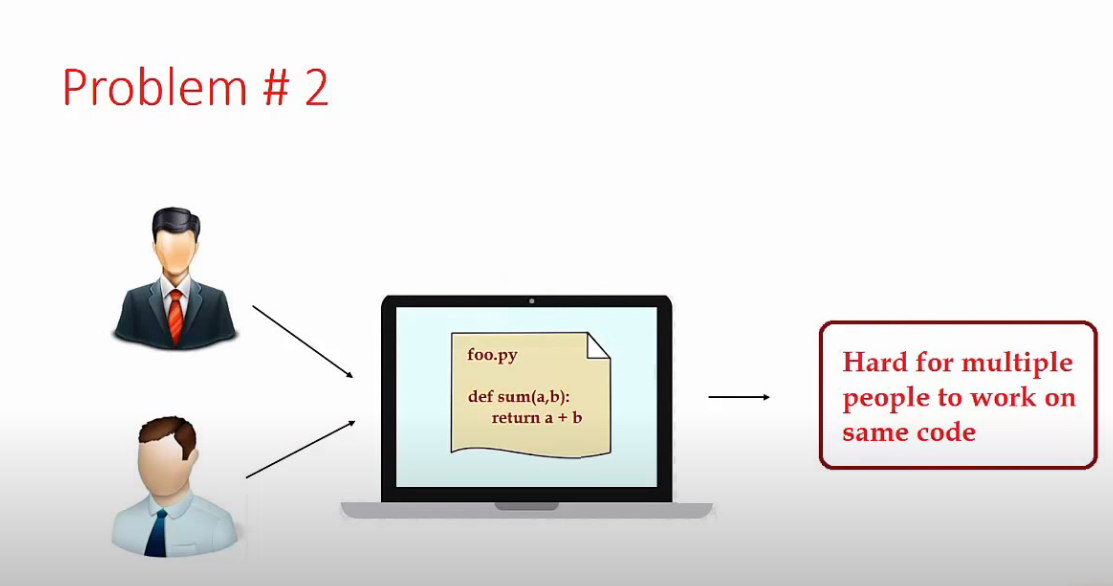 Problem # 2
foo.py
def sum(a,b):
return a + b
Hard for multiple
people to work on
same code